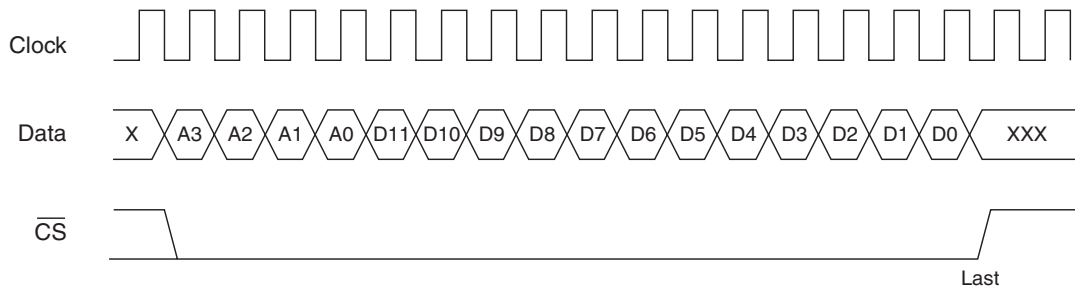 Clock
Data X A3 A2 A1 A0 D11 D10 D9 D8 D7 D6 D5 D4 D3 D2 D1 D0 XXX
CS
Last